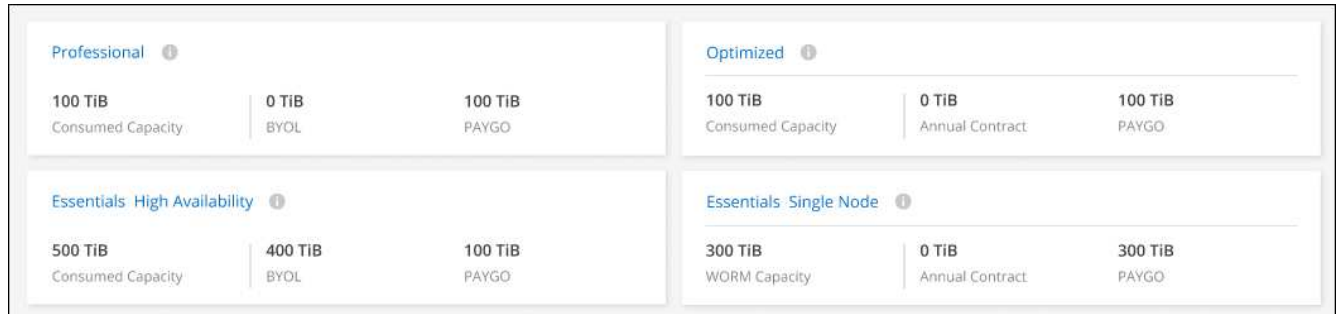 Professional
100 TiB 0 TiB 100 TiB
Consumed Capacity BYOL PAYGO
Optimized
100 TiB 0 TiB 100 TiB
Consumed Capacity Annual Contract PAYGO
Essentials High Availability
500 TiB 400 TiB 100 TiB
Consumed Capacity BYOL PAYGO
Essentials Single Node
300 TiB 0 TiB 300 TiB
WORM Capacity Annual Contract PAYGO